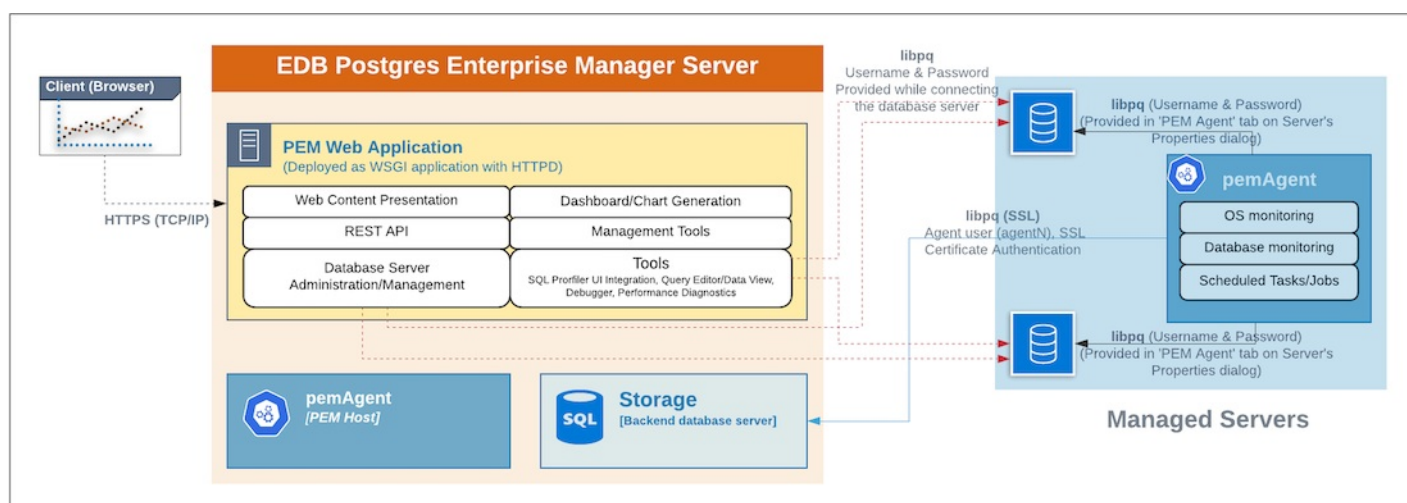 EDB Postgres Enterprise Manager Server
Client (Browser)
HTTPS (TCP/IP)
PEM Web Application
(Deployed as WSGI application with HTTPD)
Web Content Presentation
Dashboard/Chart Generation
REST API
Management Tools
Database Server
Administration/Management
Tools
SQL Prorfiler UI Integration, Query Editor/Data View,
Debugger, Performance Diagnostics
pemAgent
[PEM Host]
SQL
Storage
[Backend database server]
libpq
Username & Password
Provided while connecting
the database server
libpq (SSL)
Agent user (agentN), SSL
Certificate Authentication
libpq (Username & Password)
(Provided in 'PEM Agent' tab on Server's
Properties dialog)
pemAgent
OS monitoring
Database monitoring
Scheduled Tasks/Jobs
libpq (Username & Password)
(Provided in 'PEM Agent' tab on Server's
Properties dialog)
Managed Servers